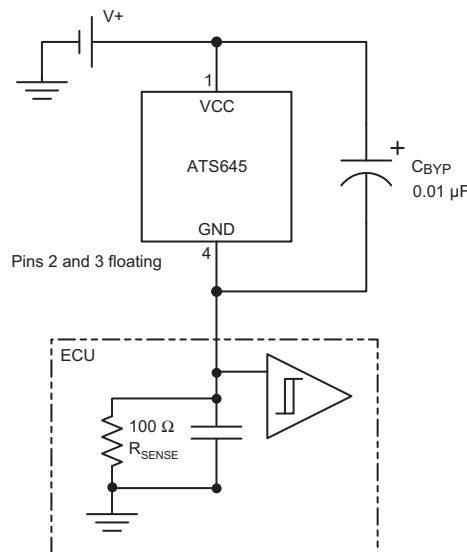 V+
1
VCC
ATS645
+
CBYP
0.01 µF
GND
4
Pins 2 and 3 floating
ECU
100 Ω
RSENSE